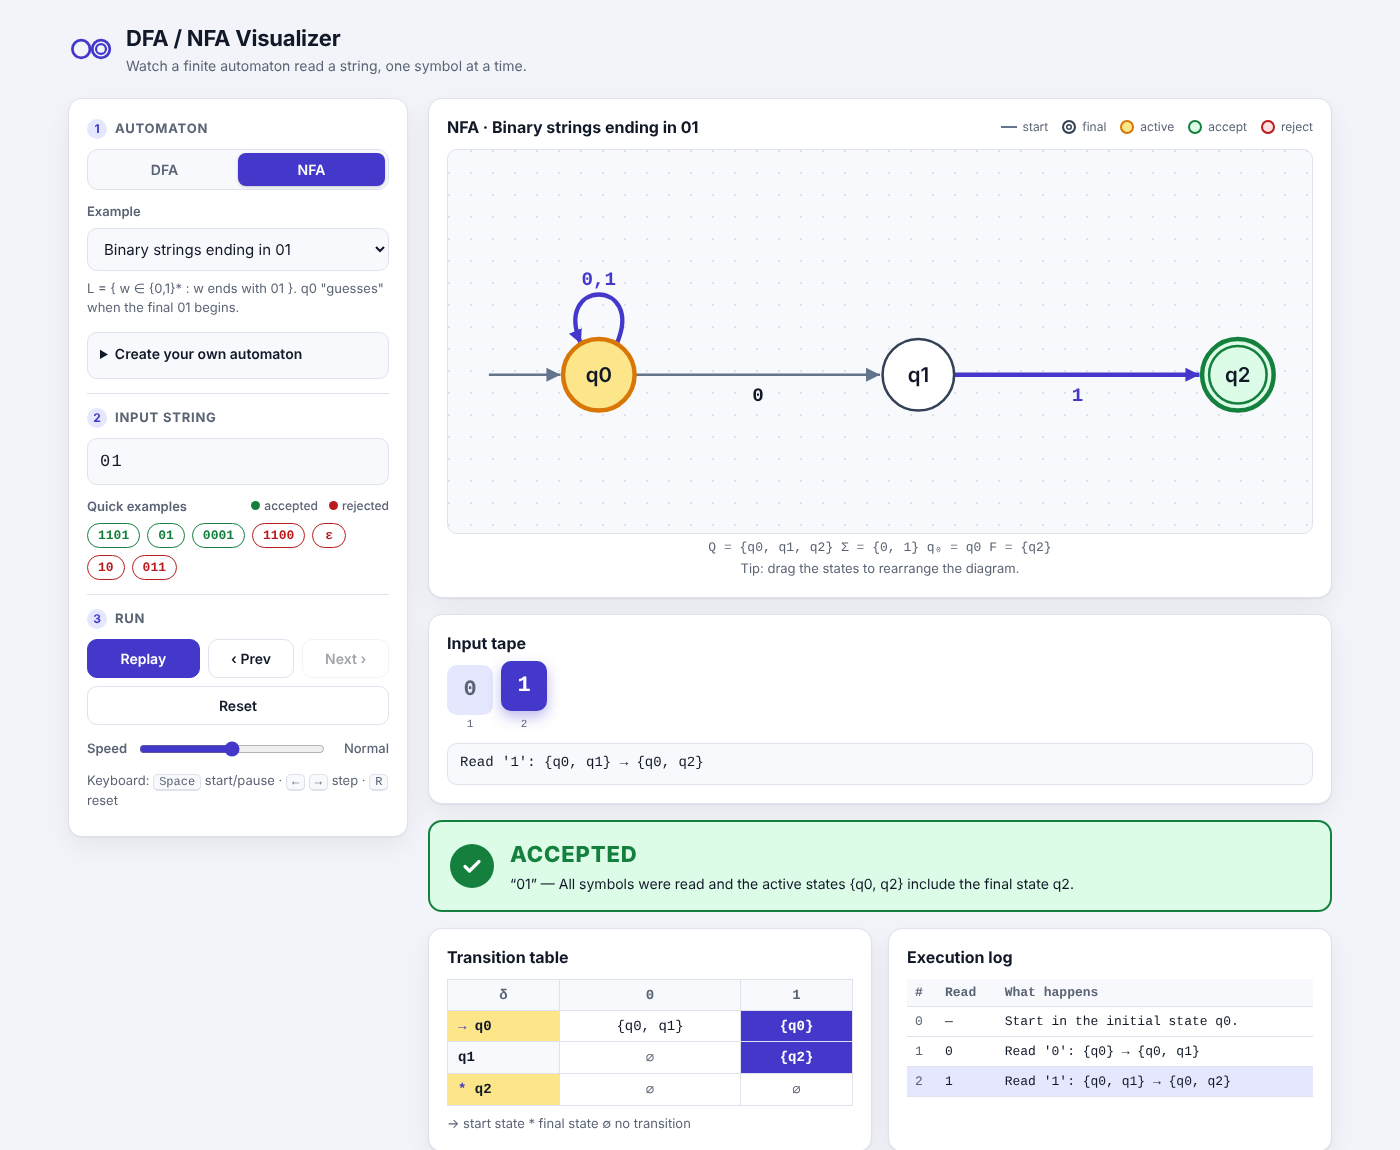 DFA / NFA Visualizer
Watch a finite automaton read a string, one symbol at a time.
1 AUTOMATON
DFA NFA
Example
Binary strings ending in 01
L = { w ∈ {0,1}* : w ends with 01 }. q0 "guesses"
when the final 01 begins.
Create your own automaton
2 INPUT STRING
01
Quick examples accepted rejected
1101 01 0001 1100 ε
10 011
3 RUN
Replay ‹ Prev Next ›
Reset
Speed Normal
Keyboard: Space start/pause · ← → step · R
reset
NFA · Binary strings ending in 01
start final active accept reject
0,1
q0 q1 q2
0 1
Q = {q0, q1, q2} Σ = {0, 1} q₀ = q0 F = {q2}
Tip: drag the states to rearrange the diagram.
Input tape
0 1
1 2
Read '1': {q0, q1} → {q0, q2}
ACCEPTED
“01” — All symbols were read and the active states {q0, q2} include the final state q2.
Transition table
δ 0 1
→ q0 {q0, q1} {q0}
q1 ∅ {q2}
* q2 ∅ ∅
→ start state * final state ∅ no transition
Execution log
# Read What happens
0 — Start in the initial state q0.
1 0 Read '0': {q0} → {q0, q1}
2 1 Read '1': {q0, q1} → {q0, q2}